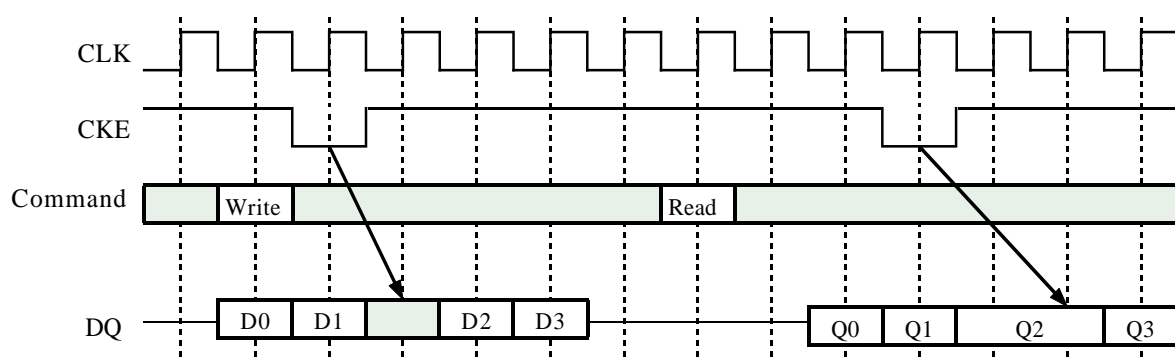 CLK
CKE
Command Write Read
DQ D0 D1 D2 D3 Q0 Q1 Q2 Q3